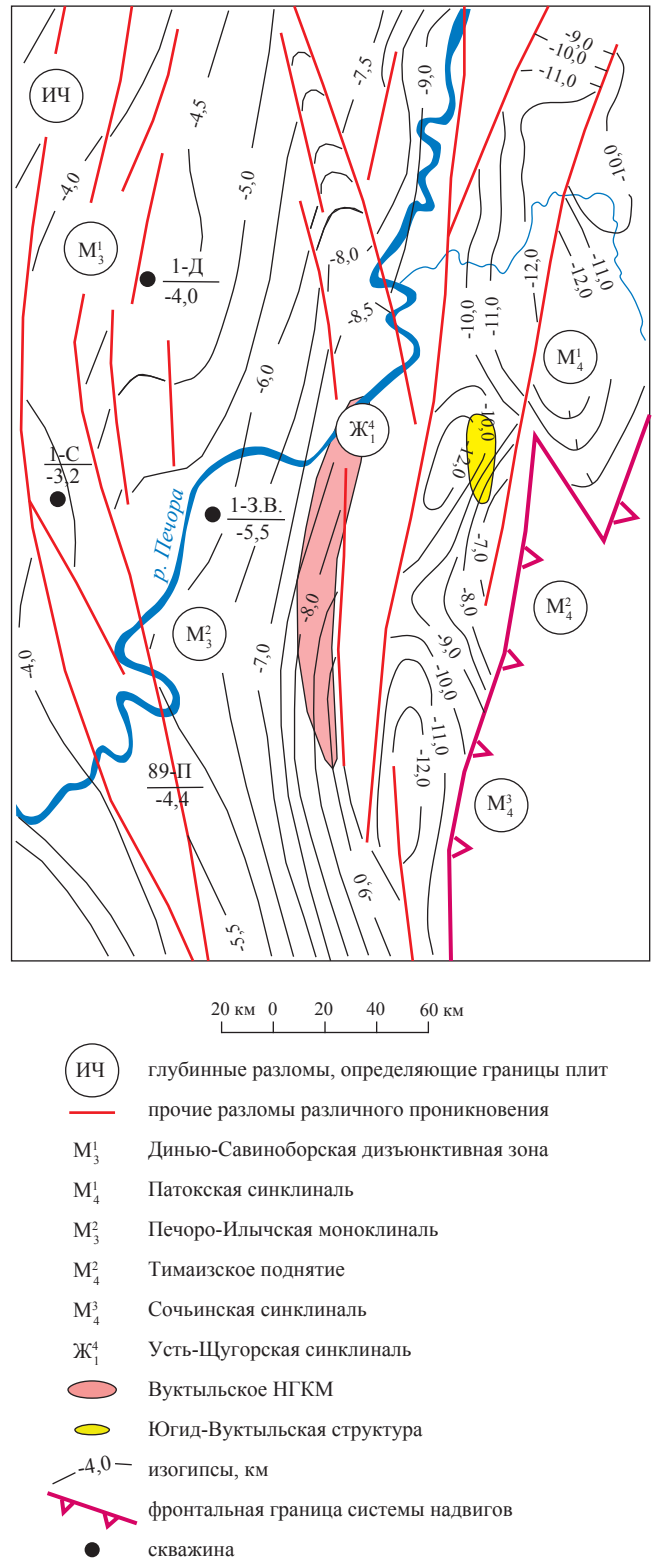 -9,0
-10,0
-11,0
-7,5
-9,0
ИЧ
-4,5
-4,0
-5,0
-10,0
М¹₃
1-Д
-4,0
-8,0
-8,5
-10,0
-11,0
-12,0
-11,0
-12,0
М¹₄
-6,0
Ж⁴₁
-10,0
-12,0
1-С
-3,2
1-З.В.
-5,5
р. Печора
-7,0
-8,0
-8,0
М²₄
М²₃
-4,0
-7,0
-9,0
-10,0
-11,0
-12,0
89-П
-4,4
М³₄
-9,0
-5,5
20 км 0 20 40 60 км
ИЧ глубинные разломы, определяющие границы плит
прочие разломы различного проникновения
М¹₃ Динью-Савиноборская дизъюнктивная зона
М¹₄ Патокская синклиналь
М²₃ Печоро-Илычская моноклиналь
М²₄ Тимаизское поднятие
М³₄ Сочьинская синклиналь
Ж⁴₁ Усть-Щугорская синклиналь
Вуктыльское НГКМ
Югид-Вуктыльская структура
-4,0 изогипсы, км
фронтальная граница системы надвигов
скважина